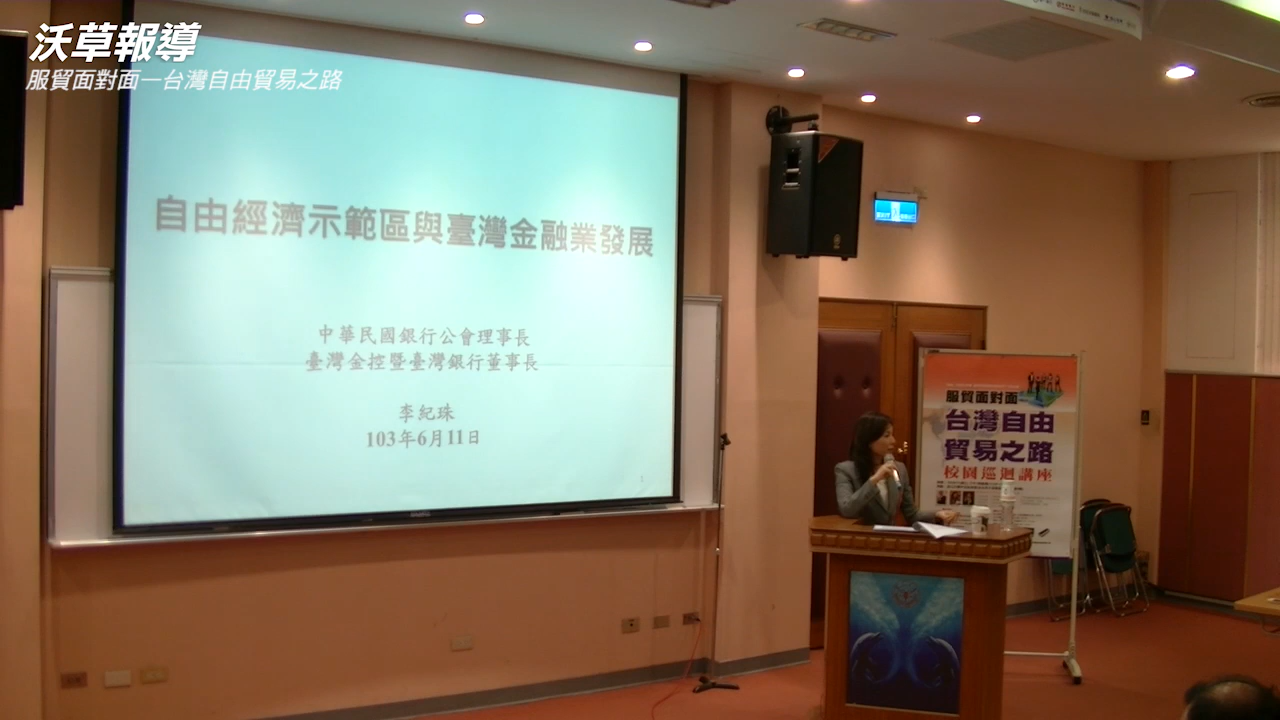 沃草報導
服貿面對面—台灣自由貿易之路
自由經濟示範區與臺灣金融業發展
中華民國銀行公會理事長
臺灣金控暨臺灣銀行董事長
李紀珠
103年6月11日
1
服貿面對面
台灣自由
貿易之路
校園巡迴講座